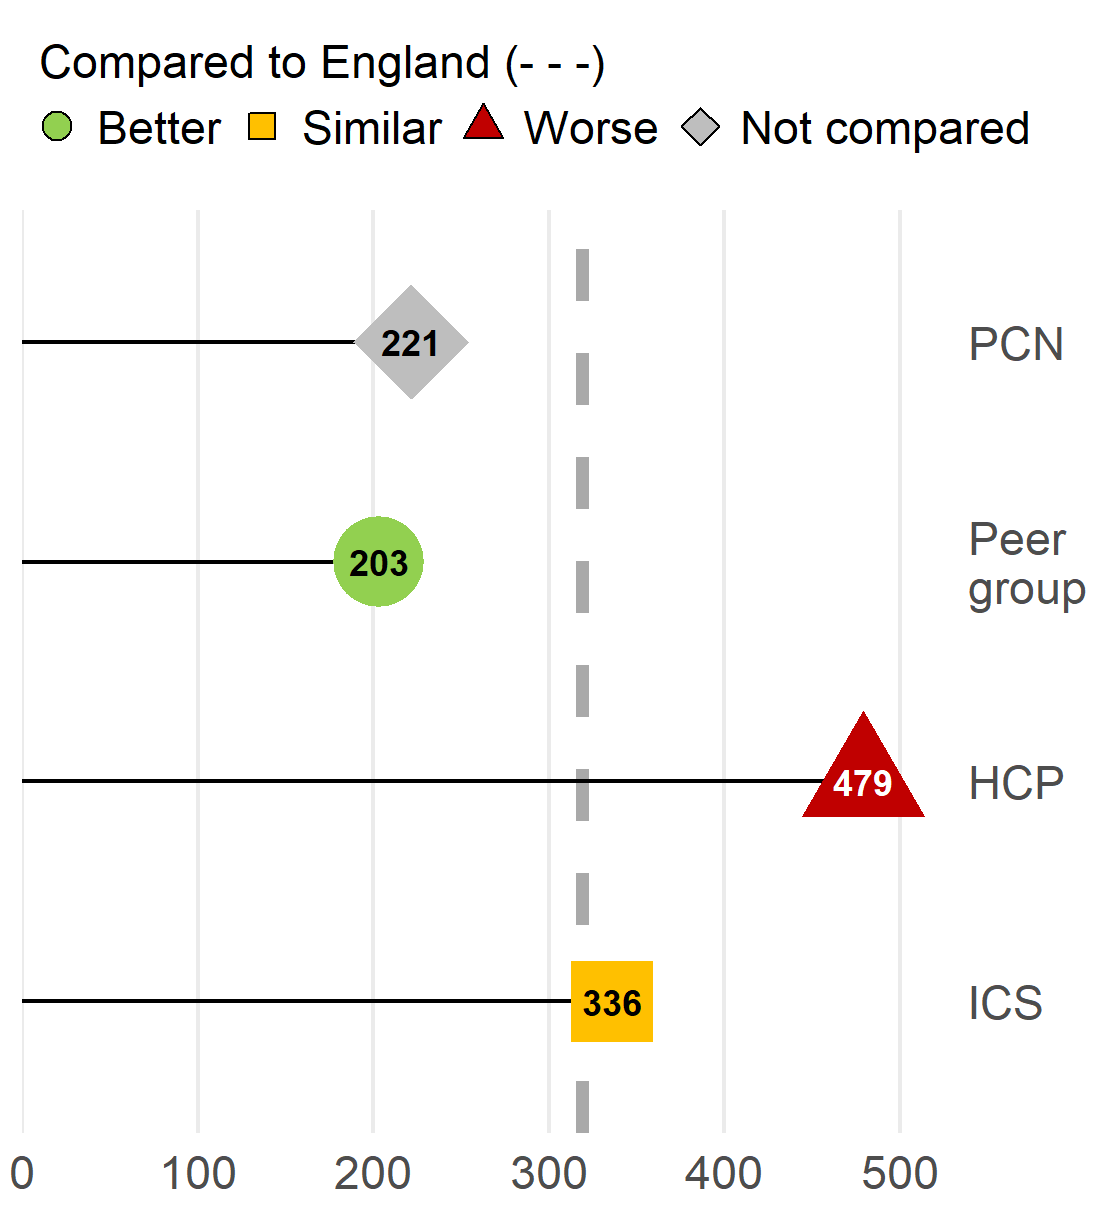 Compared to England (- - -)
Better Similar Worse Not compared
221 PCN
203 Peer
group
479 HCP
336 ICS
0 100 200 300 400 500